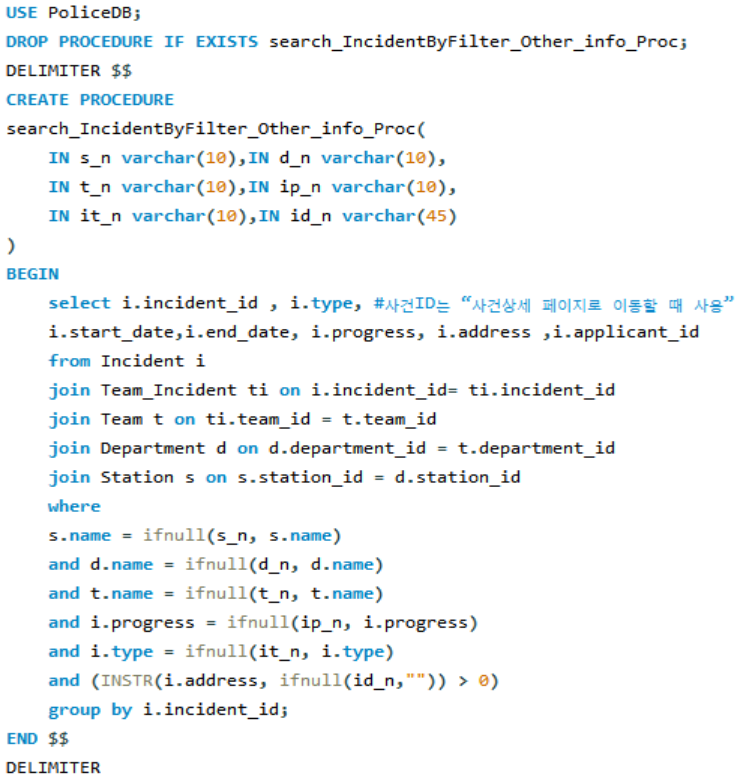 USE PoliceDB;
DROP PROCEDURE IF EXISTS search_IncidentByFilter_Other_info_Proc;
DELIMITER $$
CREATE PROCEDURE
search_IncidentByFilter_Other_info_Proc(
    IN s_n varchar(10),IN d_n varchar(10),
    IN t_n varchar(10),IN ip_n varchar(10),
    IN it_n varchar(10),IN id_n varchar(45)
)
BEGIN
    select i.incident_id , i.type, #사건ID는 “사건상세 페이지로 이동할 때 사용”
    i.start_date,i.end_date, i.progress, i.address ,i.applicant_id
    from Incident i
    join Team_Incident ti on i.incident_id= ti.incident_id
    join Team t on ti.team_id = t.team_id
    join Department d on d.department_id = t.department_id
    join Station s on s.station_id = d.station_id
    where
    s.name = ifnull(s_n, s.name)
    and d.name = ifnull(d_n, d.name)
    and t.name = ifnull(t_n, t.name)
    and i.progress = ifnull(ip_n, i.progress)
    and i.type = ifnull(it_n, i.type)
    and (INSTR(i.address, ifnull(id_n,"")) > 0)
    group by i.incident_id;
END $$
DELIMITER